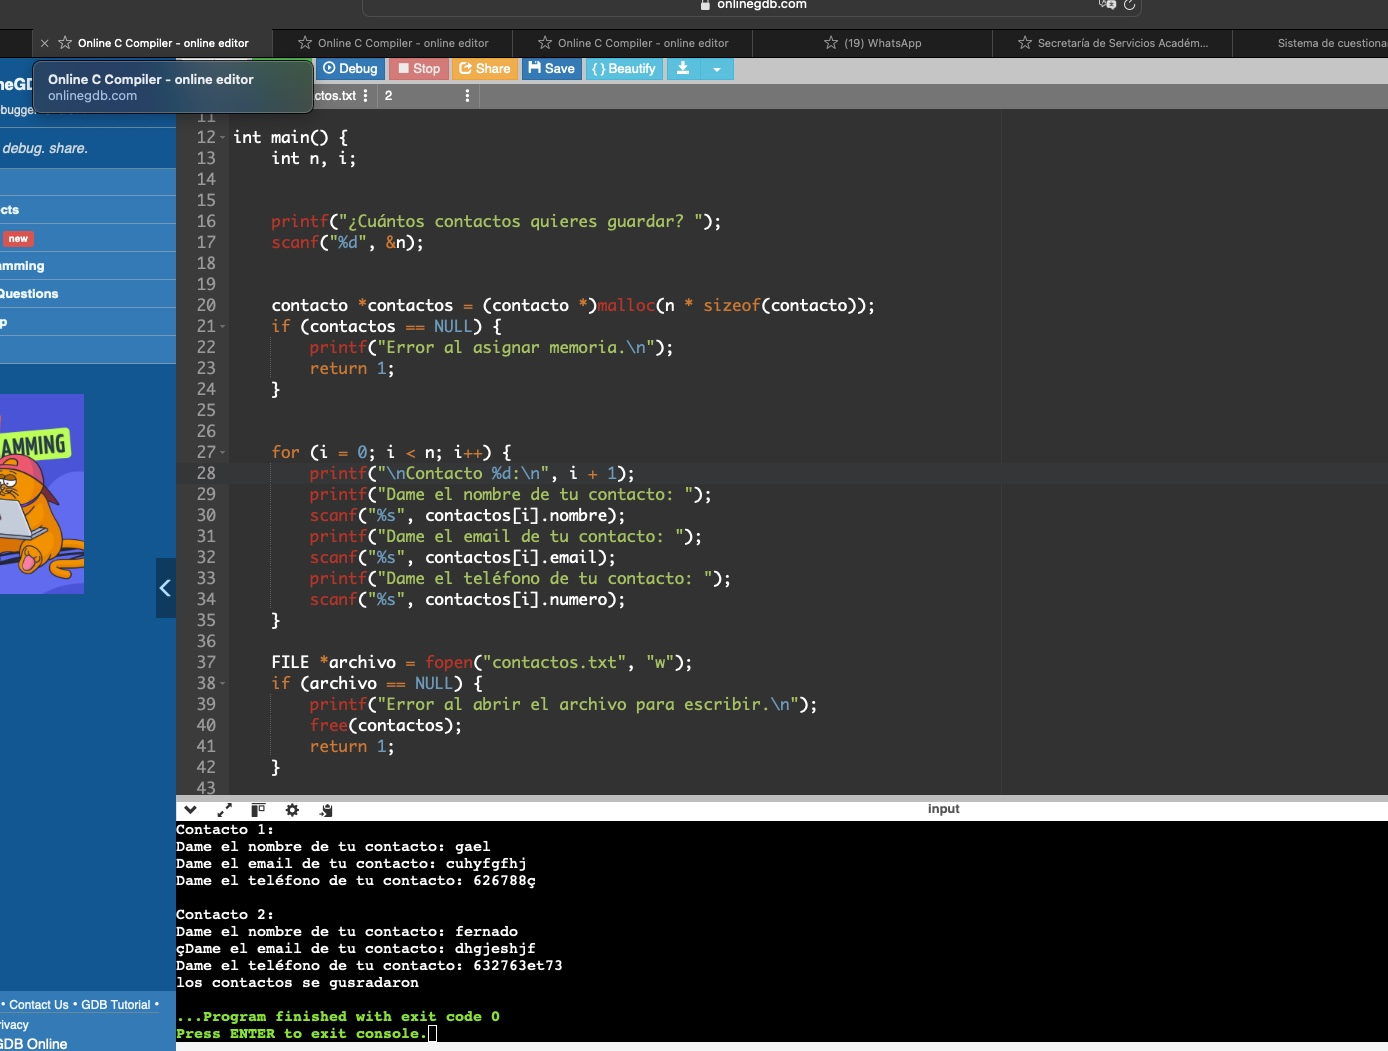 onlinegdb.com
Online C Compiler - online editor
Online C Compiler - online editor
Online C Compiler - online editor
(19) WhatsApp
Secretaría de Servicios Académ...
Sistema de cuestiona
Online C Compiler - online editor
onlinegdb.com
Debug
Stop
Share
Save
{} Beautify
ctos.txt
2
debug. share.
cts
new
mming
Questions
p
AMMING
11
12 int main() {
13 int n, i;
14
15
16 printf("¿Cuántos contactos quieres guardar? ");
17 scanf("%d", &n);
18
19
20 contacto *contactos = (contacto *)malloc(n * sizeof(contacto));
21 if (contactos == NULL) {
22 printf("Error al asignar memoria.\n");
23 return 1;
24 }
25
26
27 for (i = 0; i < n; i++) {
28 printf("\nContacto %d:\n", i + 1);
29 printf("Dame el nombre de tu contacto: ");
30 scanf("%s", contactos[i].nombre);
31 printf("Dame el email de tu contacto: ");
32 scanf("%s", contactos[i].email);
33 printf("Dame el teléfono de tu contacto: ");
34 scanf("%s", contactos[i].numero);
35 }
36
37 FILE *archivo = fopen("contactos.txt", "w");
38 if (archivo == NULL) {
39 printf("Error al abrir el archivo para escribir.\n");
40 free(contactos);
41 return 1;
42 }
43
input
Contacto 1:
Dame el nombre de tu contacto: gael
Dame el email de tu contacto: cuhyfgfhj
Dame el teléfono de tu contacto: 626788ç
Contacto 2:
Dame el nombre de tu contacto: fernado
çDame el email de tu contacto: dhgjeshjf
Dame el teléfono de tu contacto: 632763et73
los contactos se gusradaron
...Program finished with exit code 0
Press ENTER to exit console.
• Contact Us • GDB Tutorial •
rivacy
GDB Online